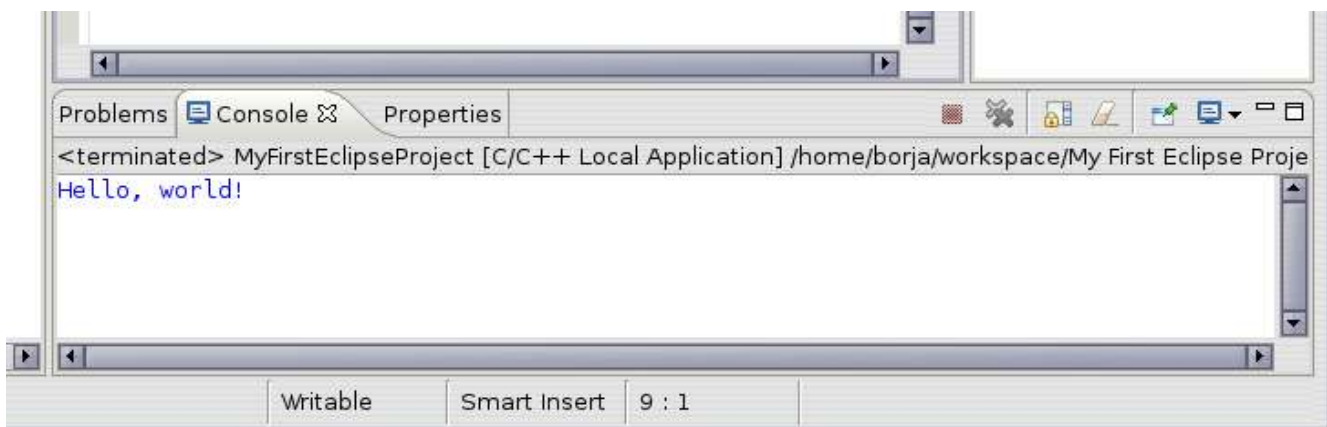 Problems Console Properties
<terminated> MyFirstEclipseProject [C/C++ Local Application] /home/borja/workspace/My First Eclipse Proje
Hello, world!
Writable Smart Insert 9 : 1